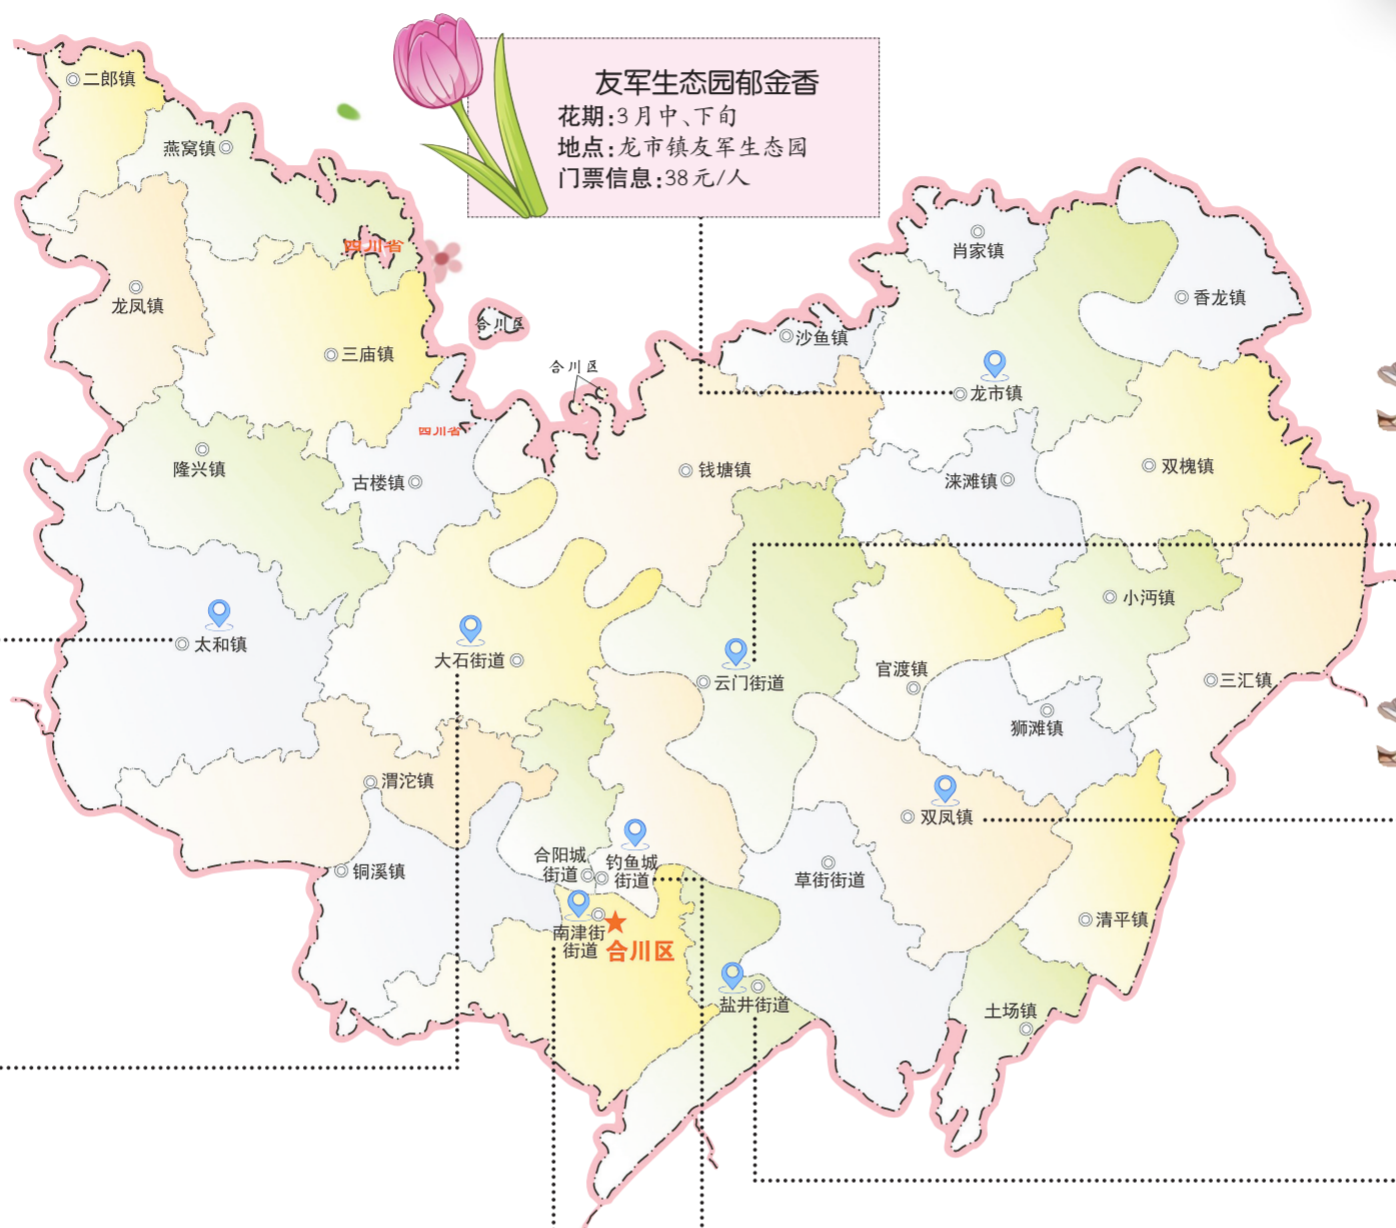 友军生态园郁金香
花期:3月中、下旬
地点:龙市镇友军生态园
门票信息:38元/人
二郎镇
燕窝镇
四川省
龙凤镇
三庙镇
合川区
合川区
四川省
隆兴镇
古楼镇
肖家镇
香龙镇
沙鱼镇
龙市镇
钱塘镇
涞滩镇
双槐镇
小沔镇
太和镇
大石街道
云门街道
官渡镇
三汇镇
狮滩镇
渭沱镇
双凤镇
铜溪镇
合阳城
街道
钓鱼城
街道
草街街道
清平镇
南津街
街道
合川区
盐井街道
土场镇